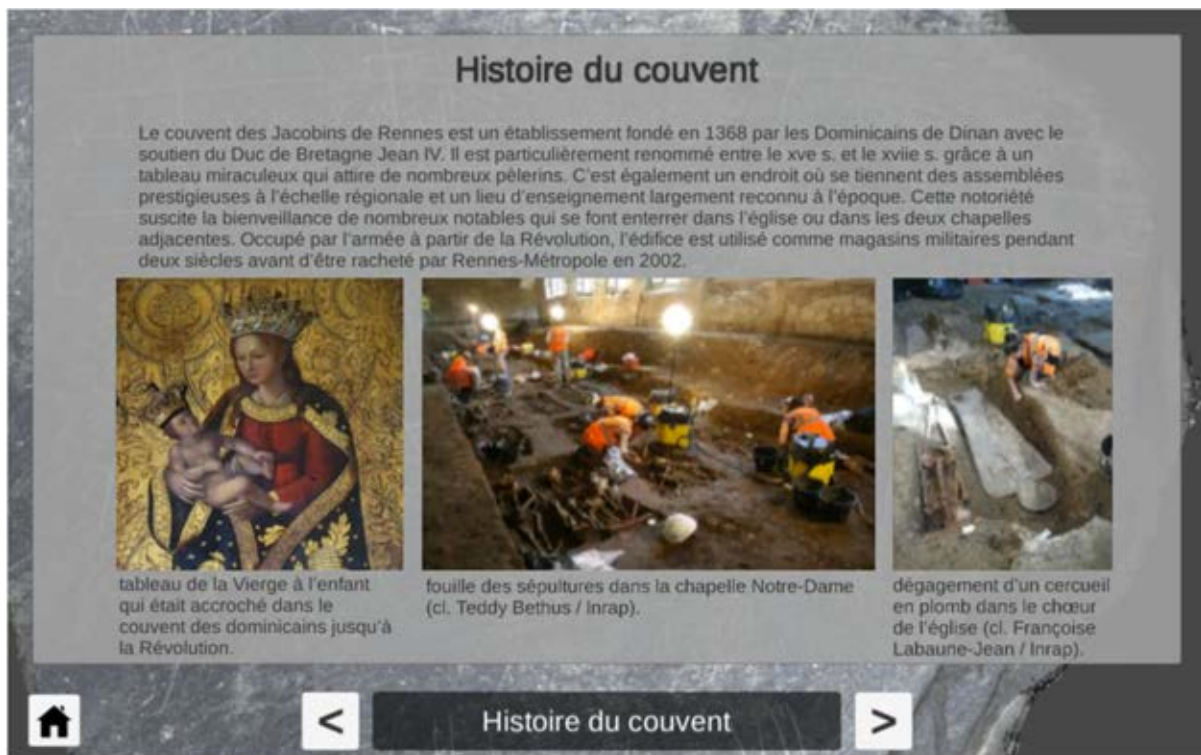 Histoire du couvent
Le couvent des Jacobins de Rennes est un établissement fondé en 1368 par les Dominicains de Dinan avec le
soutien du Duc de Bretagne Jean IV. Il est particulièrement renommé entre le xve s. et le xviie s. grâce à un
tableau miraculeux qui attire de nombreux pèlerins. C'est également un endroit où se tiennent des assemblées
prestigieuses à l'échelle régionale et un lieu d'enseignement largement reconnu à l'époque. Cette notoriété
suscite la bienveillance de nombreux notables qui se font enterrer dans l'église ou dans les deux chapelles
adjacentes. Occupé par l'armée à partir de la Révolution, l'édifice est utilisé comme magasins militaires pendant
deux siècles avant d'être racheté par Rennes-Métropole en 2002.
tableau de la Vierge à l'enfant
qui était accroché dans le
couvent des dominicains jusqu'à
la Révolution.
fouille des sépultures dans la chapelle Notre-Dame
(cl. Teddy Bethus / Inrap).
dégagement d'un cercueil
en plomb dans le chœur
de l'église (cl. Françoise
Labaune-Jean / Inrap).
< Histoire du couvent >